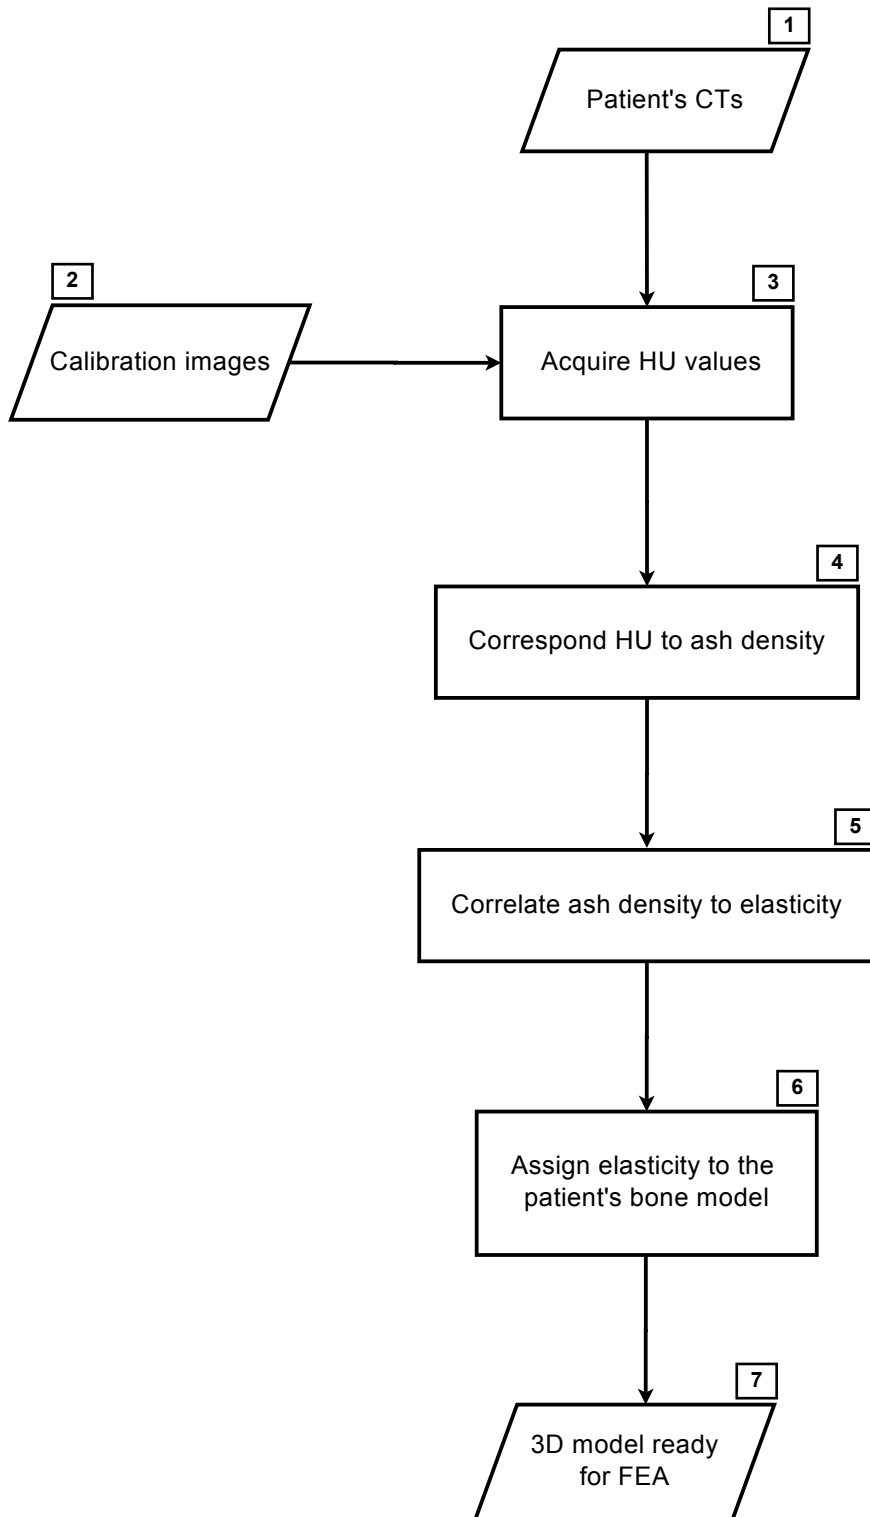 1
Patient's CTs
2
Calibration images
3
Acquire HU values
4
Correspond HU to ash density
5
Correlate ash density to elasticity
6
Assign elasticity to the
patient's bone model
7
3D model ready
for FEA